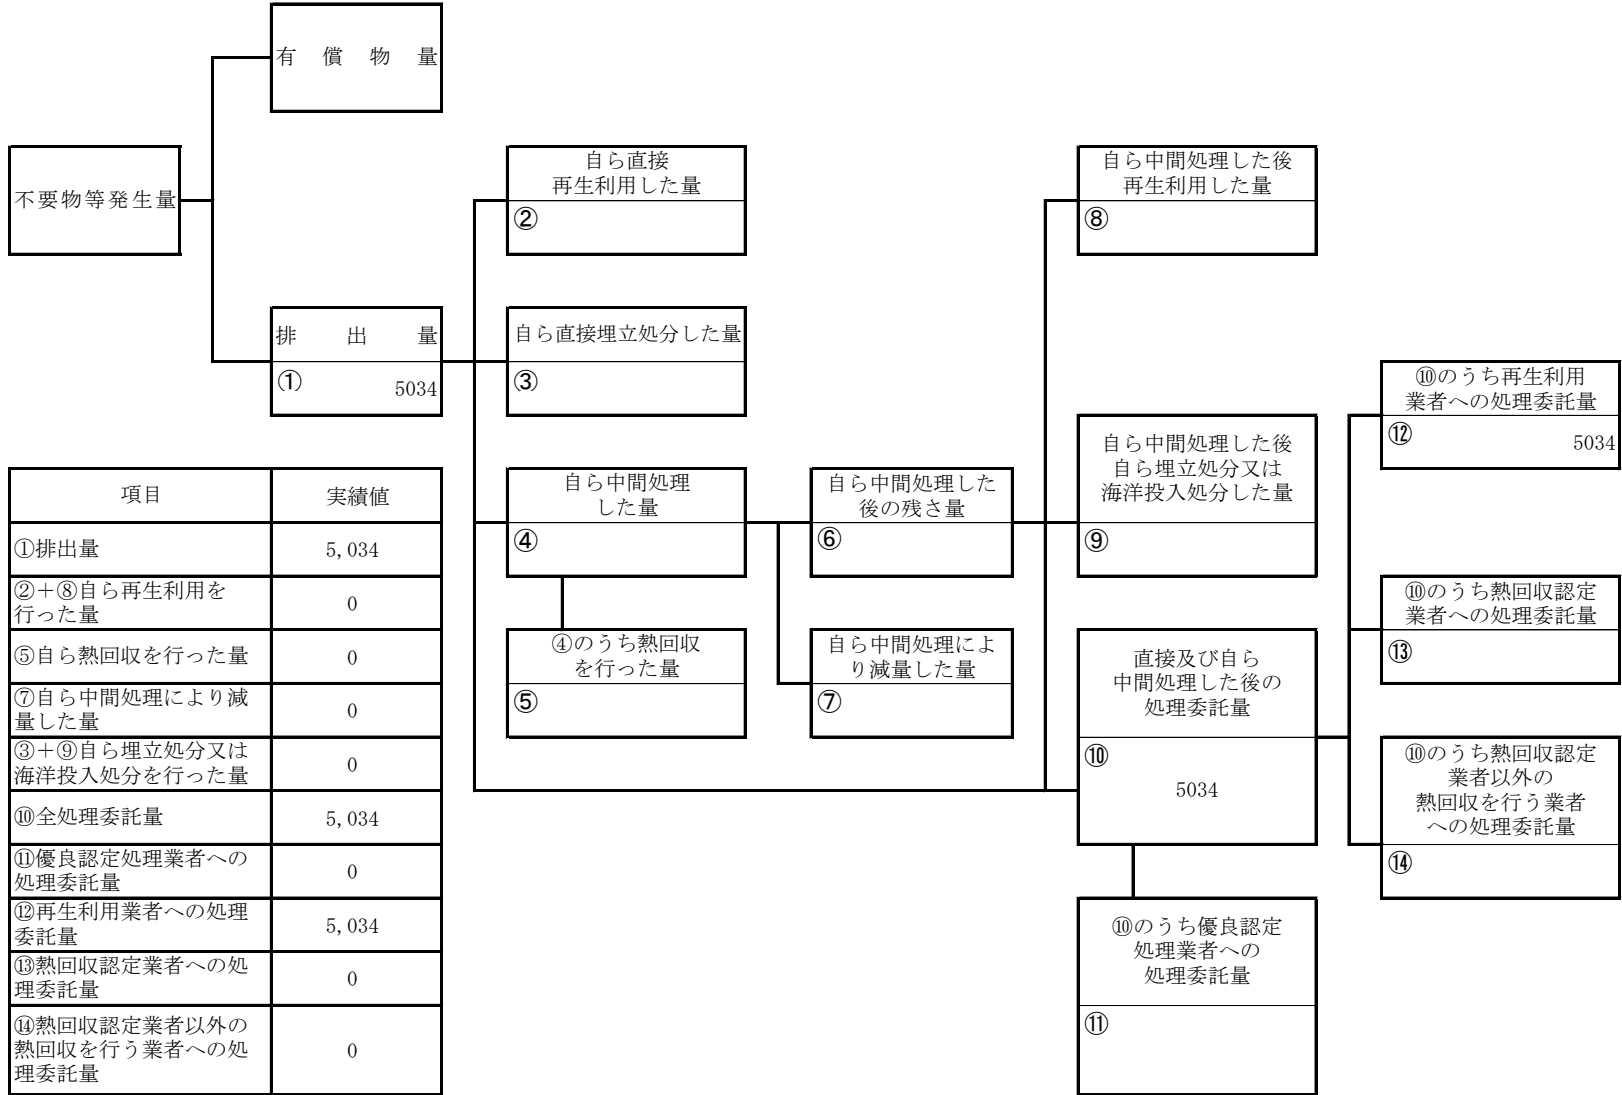 有償物量
不要物等発生量
排出量
①
5034
自ら直接
再生利用した量
②
自ら直接埋立処分した量
③
自ら中間処理
した量
④
④のうち熱回収
を行った量
⑤
自ら中間処理した
後の残さ量
⑥
自ら中間処理によ
り減量した量
⑦
自ら中間処理した後
再生利用した量
⑧
自ら中間処理した後
自ら埋立処分又は
海洋投入処分した量
⑨
直接及び自ら
中間処理した後の
処理委託量
⑩
5034
⑩のうち優良認定
処理業者への
処理委託量
⑪
⑩のうち再生利用
業者への処理委託量
⑫
5034
⑩のうち熱回収認定
業者への処理委託量
⑬
⑩のうち熱回収認定
業者以外の
熱回収を行う業者
への処理委託量
⑭
項目 実績値
①排出量 5,034
②＋⑧自ら再生利用を
行った量 0
⑤自ら熱回収を行った量 0
⑦自ら中間処理により減
量した量 0
③＋⑨自ら埋立処分又は
海洋投入処分を行った量 0
⑩全処理委託量 5,034
⑪優良認定処理業者への
処理委託量 0
⑫再生利用業者への処理
委託量 5,034
⑬熱回収認定業者への処
理委託量 0
⑭熱回収認定業者以外の
熱回収を行う業者への処
理委託量 0